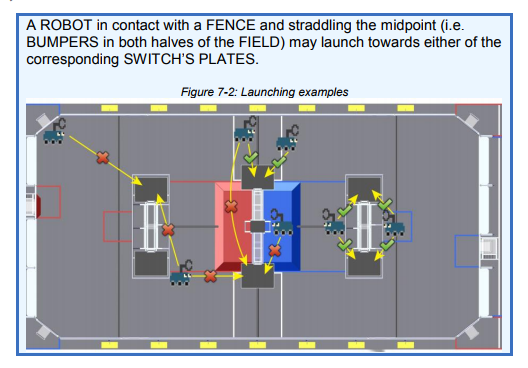 A ROBOT in contact with a FENCE and straddling the midpoint (i.e.
BUMPERS in both halves of the FIELD) may launch towards either of the
corresponding SWITCH’S PLATES.
Figure 7-2: Launching examples